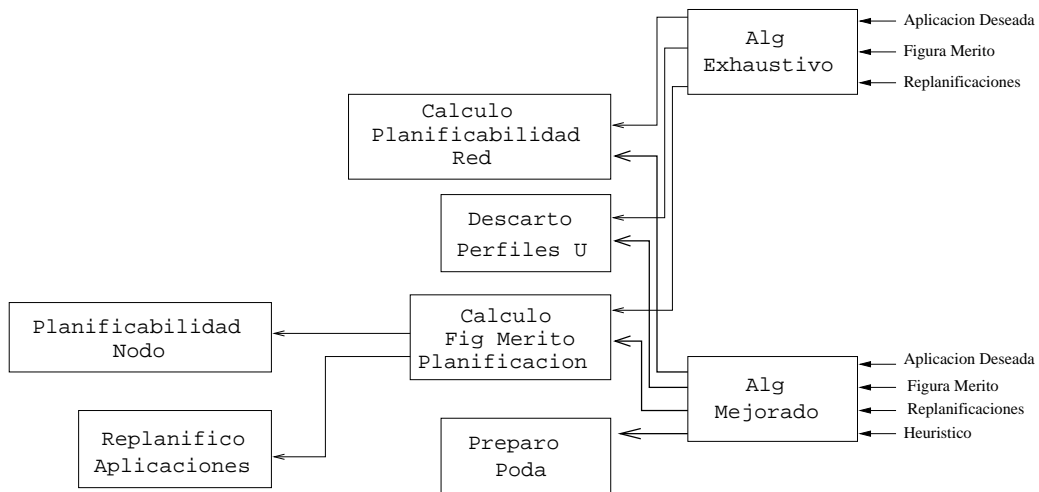 Alg
Exhaustivo
Aplicacion Deseada
Figura Merito
Replanificaciones
Calculo
Planificabilidad
Red
Descarto
Perfiles U
Calculo
Fig Merito
Planificacion
Planificabilidad
Nodo
Alg
Mejorado
Aplicacion Deseada
Figura Merito
Replanificaciones
Heuristico
Replanifico
Aplicaciones
Preparo
Poda